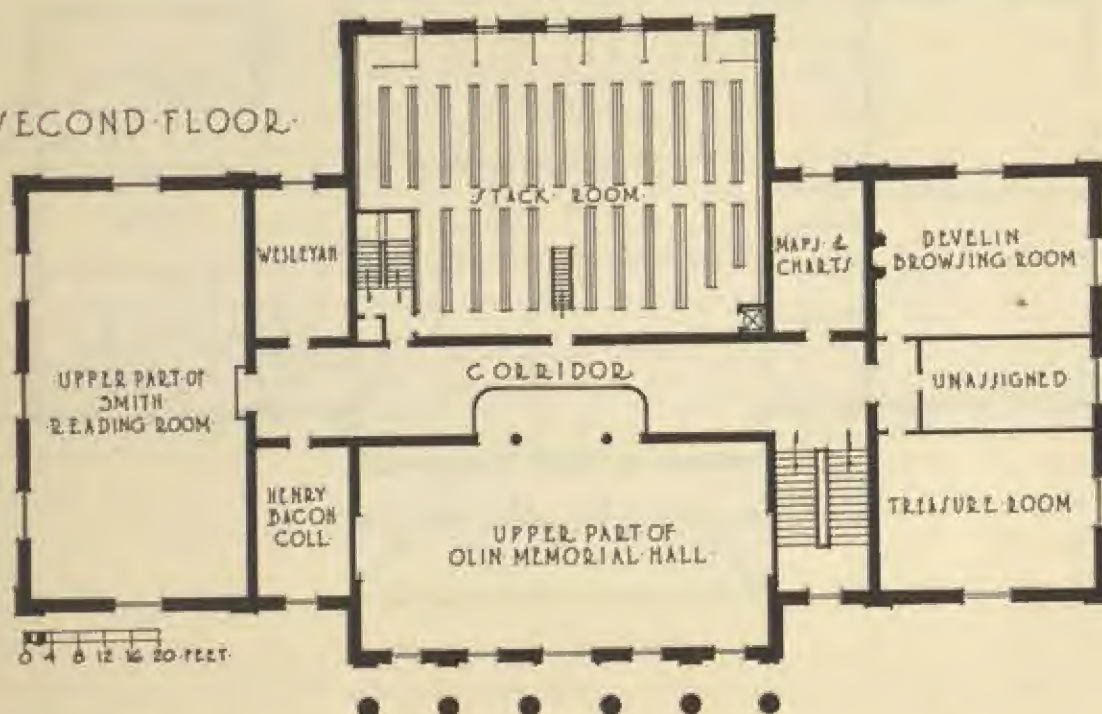 SECOND·FLOOR·
STACK· ROOM·
WESLEYAN
MAPS· &
CHARTS
DEVELIN
BROWSING ROOM
UPPER PART OF
SMITH
·READING ROOM·
CORRIDOR
UNASSIGNED
HENRY
BACON
COLL.
UPPER PART OF
OLIN·MEMORIAL·HALL·
TREASURE ROOM
0 4 8 12 16 20·FEET·